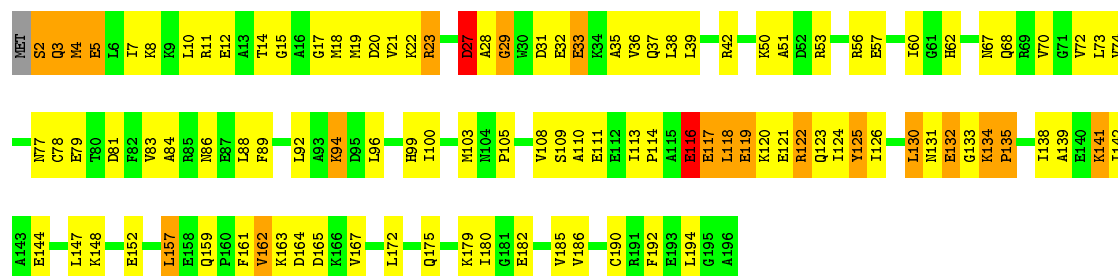 MET S2 Q3 M4 E5 L6 I7 K8 K9 L10 R11 E12 A13 T14 G15 A16 G17 M18 M19 D20 V21 K22 R23 D27 A28 G29 W30 D31 E32 E33 K34 A35 V36 Q37 L38 L39 R42 K50 A51 D52 R53 R56 E57 I60 G61 H62 N67 Q68 R69 V70 G71 V72 L73
N77 C78 E79 T80 D81 F82 V83 A84 R85 N86 E87 L88 F89 L92 A93 K94 D95 L96 H99 I100 M103 N104 P105 V108 S109 A110 E111 E112 I113 P114 A115 E116 E117 L118 E119 K120 E121 R122 Q123 I124 Y125 I126 L130 N131 E132 G133 K134 P135 I138 A139 E140 K141
A143 E144 L147 K148 E152 L157 E158 Q159 P160 F161 V162 K163 D164 D165 K166 V167 L172 Q175 K179 I180 G181 E182 V185 V186 C190 R191 F192 E193 L194 G195 A196